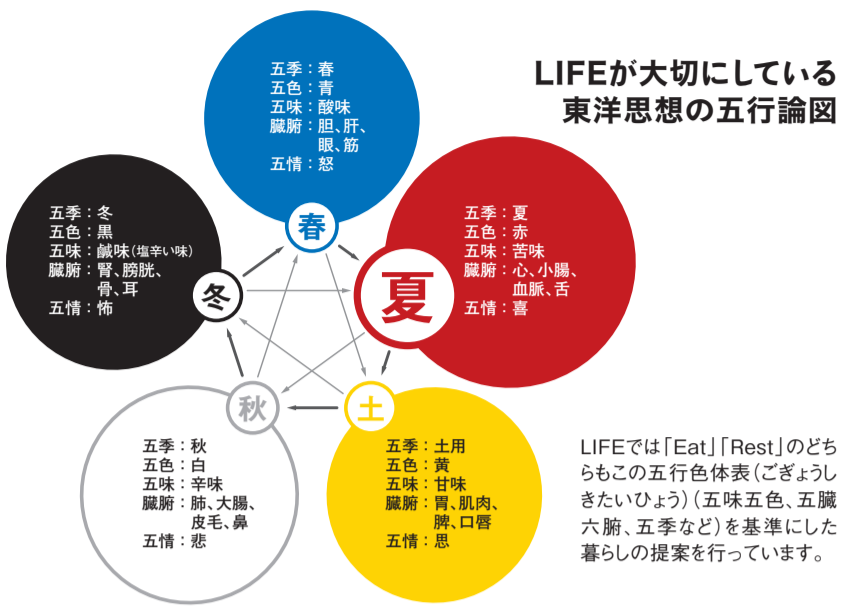 LIFEが大切にしている
東洋思想の五行論図
五季：春
五色：青
五味：酸味
臓腑：胆、肝、
眼、筋
五情：怒
春
五季：夏
五色：赤
五味：苦味
臓腑：心、小腸、
血脈、舌
五情：喜
夏
五季：土用
五色：黄
五味：甘味
臓腑：胃、肌肉、
脾、口唇
五情：思
土
五季：秋
五色：白
五味：辛味
臓腑：肺、大腸、
皮毛、鼻
五情：悲
秋
五季：冬
五色：黒
五味：鹹味（塩辛い味）
臓腑：腎、膀胱、
骨、耳
五情：怖
冬
LIFEでは「Eat」「Rest」のどち
らもこの五行色体表（ごぎょうし
きたいひょう）（五味五色、五臓
六腑、五季など）を基準にした
暮らしの提案を行っています。